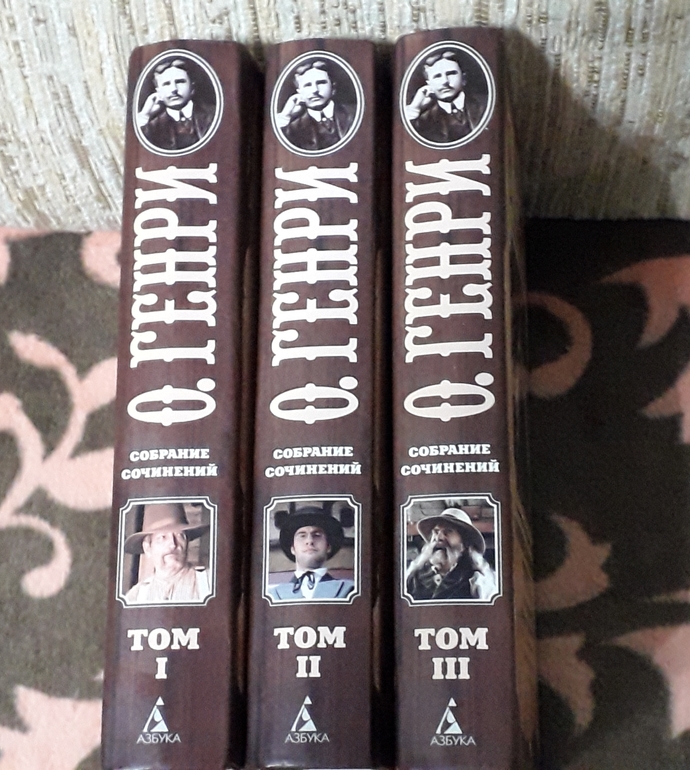 О. ГЕНРИ
СОБРАНИЕ
СОЧИНЕНИЙ
ТОМ
I
АЗБУКА
О. ГЕНРИ
СОБРАНИЕ
СОЧИНЕНИЙ
ТОМ
II
АЗБУКА
О. ГЕНРИ
СОБРАНИЕ
СОЧИНЕНИЙ
ТОМ
III
АЗБУКА